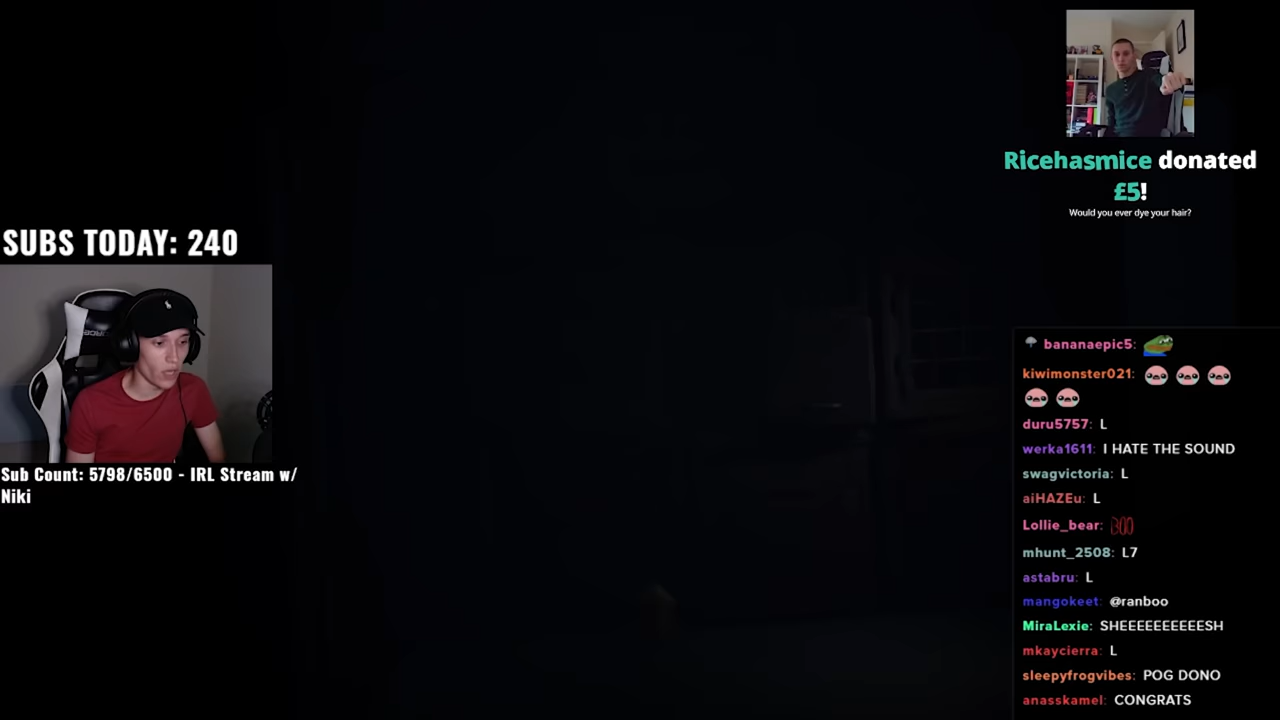 Ricehasmice donated
£5!
Would you ever dye your hair?
SUBS TODAY: 240
Sub Count: 5798/6500 - IRL Stream w/
Niki
bananaepic5:
kiwimonster021:
duru5757: L
werka1611: I HATE THE SOUND
swagvictoria: L
aiHAZEu: L
Lollie_bear: BOO
mhunt_2508: L7
astabru: L
mangokeet: @ranboo
MiraLexie: SHEEEEEEEEEESH
mkaycierra: L
sleepyfrogvibes: POG DONO
anasskamel: CONGRATS